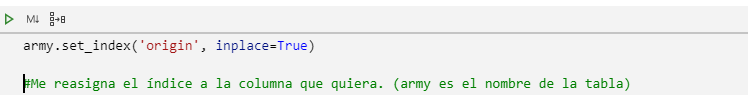 M↓
army.set_index('origin', inplace=True)
#Me reasigna el índice a la columna que quiera. (army es el nombre de la tabla)